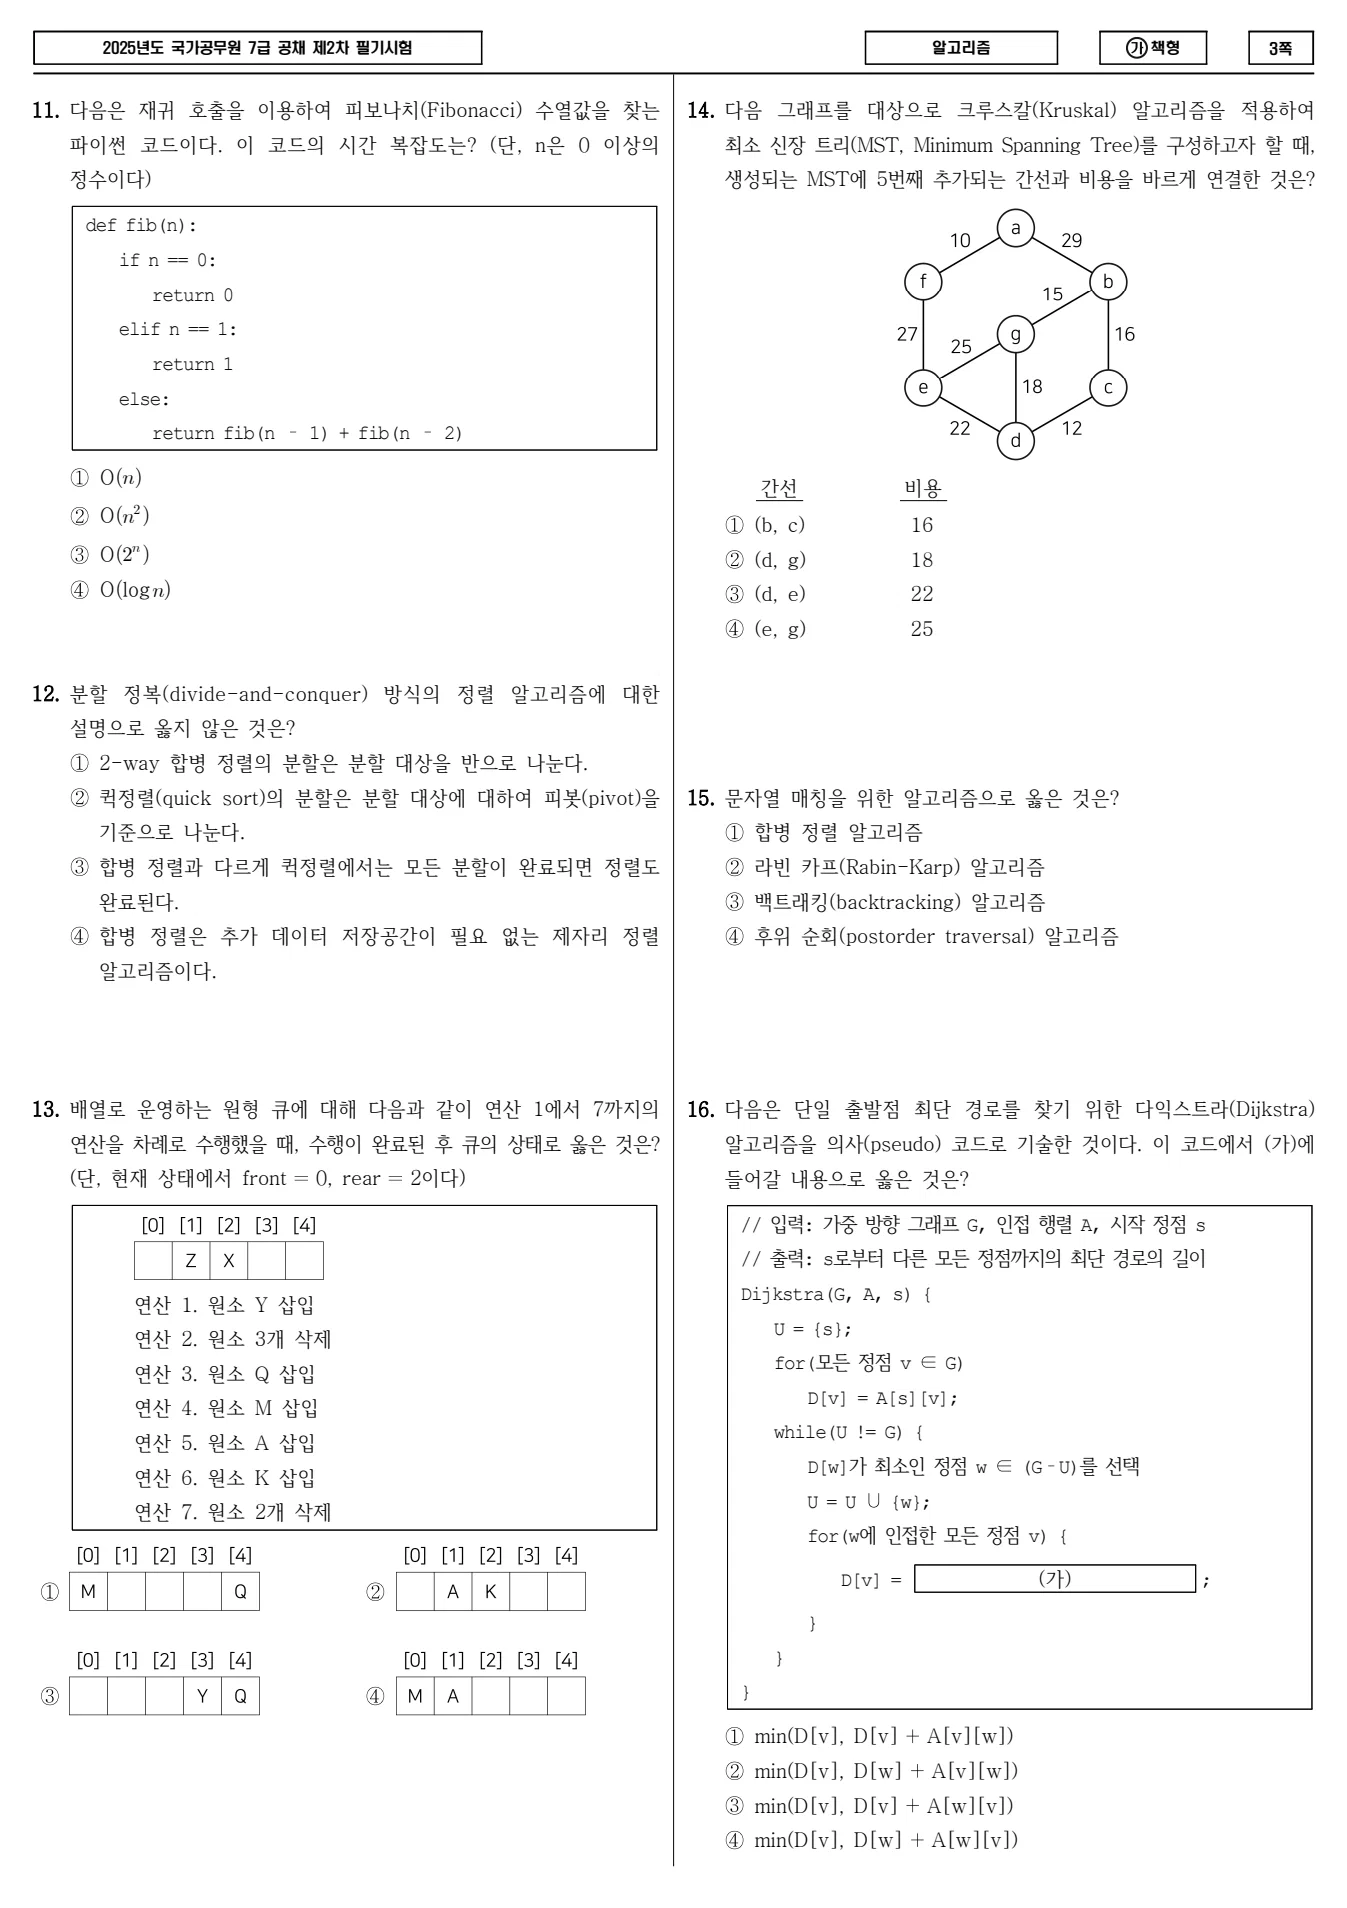 2025년도 국가공무원 7급 공채 제2차 필기시험
알고리즘
㉮ 책형
3쪽
11. 다음은 재귀 호출을 이용하여 피보나치(Fibonacci) 수열값을 찾는
파이썬 코드이다. 이 코드의 시간 복잡도는? (단, n은 0 이상의
정수이다)
def fib(n):
if n == 0:
return 0
elif n == 1:
return 1
else:
return fib(n - 1) + fib(n - 2)
① O(n)
② O(n²)
③ O(2ⁿ)
④ O(log n)
12. 분할 정복(divide-and-conquer) 방식의 정렬 알고리즘에 대한
설명으로 옳지 않은 것은?
① 2-way 합병 정렬의 분할은 분할 대상을 반으로 나눈다.
② 퀵정렬(quick sort)의 분할은 분할 대상에 대하여 피봇(pivot)을
기준으로 나눈다.
③ 합병 정렬과 다르게 퀵정렬에서는 모든 분할이 완료되면 정렬도
완료된다.
④ 합병 정렬은 추가 데이터 저장공간이 필요 없는 제자리 정렬
알고리즘이다.
13. 배열로 운영하는 원형 큐에 대해 다음과 같이 연산 1에서 7까지의
연산을 차례로 수행했을 때, 수행이 완료된 후 큐의 상태로 옳은 것은?
(단, 현재 상태에서 front = 0, rear = 2이다)
[0] [1] [2] [3] [4]
Z X
연산 1. 원소 Y 삽입
연산 2. 원소 3개 삭제
연산 3. 원소 Q 삽입
연산 4. 원소 M 삽입
연산 5. 원소 A 삽입
연산 6. 원소 K 삽입
연산 7. 원소 2개 삭제
[0] [1] [2] [3] [4]
① M Q
[0] [1] [2] [3] [4]
② A K
[0] [1] [2] [3] [4]
③ Y Q
[0] [1] [2] [3] [4]
④ M A
14. 다음 그래프를 대상으로 크루스칼(Kruskal) 알고리즘을 적용하여
최소 신장 트리(MST, Minimum Spanning Tree)를 구성하고자 할 때,
생성되는 MST에 5번째 추가되는 간선과 비용을 바르게 연결한 것은?
a
10 29
f b
15
27 g 16
25
e 18 c
22 12
d
간선 비용
① (b, c) 16
② (d, g) 18
③ (d, e) 22
④ (e, g) 25
15. 문자열 매칭을 위한 알고리즘으로 옳은 것은?
① 합병 정렬 알고리즘
② 라빈 카프(Rabin-Karp) 알고리즘
③ 백트래킹(backtracking) 알고리즘
④ 후위 순회(postorder traversal) 알고리즘
16. 다음은 단일 출발점 최단 경로를 찾기 위한 다익스트라(Dijkstra)
알고리즘을 의사(pseudo) 코드로 기술한 것이다. 이 코드에서 (가)에
들어갈 내용으로 옳은 것은?
// 입력: 가중 방향 그래프 G, 인접 행렬 A, 시작 정점 s
// 출력: s로부터 다른 모든 정점까지의 최단 경로의 길이
Dijkstra(G, A, s) {
U = {s};
for(모든 정점 v ∈ G)
D[v] = A[s][v];
while(U != G) {
D[w]가 최소인 정점 w ∈ (G-U)를 선택
U = U ∪ {w};
for(w에 인접한 모든 정점 v) {
D[v] = (가) ;
}
}
}
① min(D[v], D[v] + A[v][w])
② min(D[v], D[w] + A[v][w])
③ min(D[v], D[v] + A[w][v])
④ min(D[v], D[w] + A[w][v])